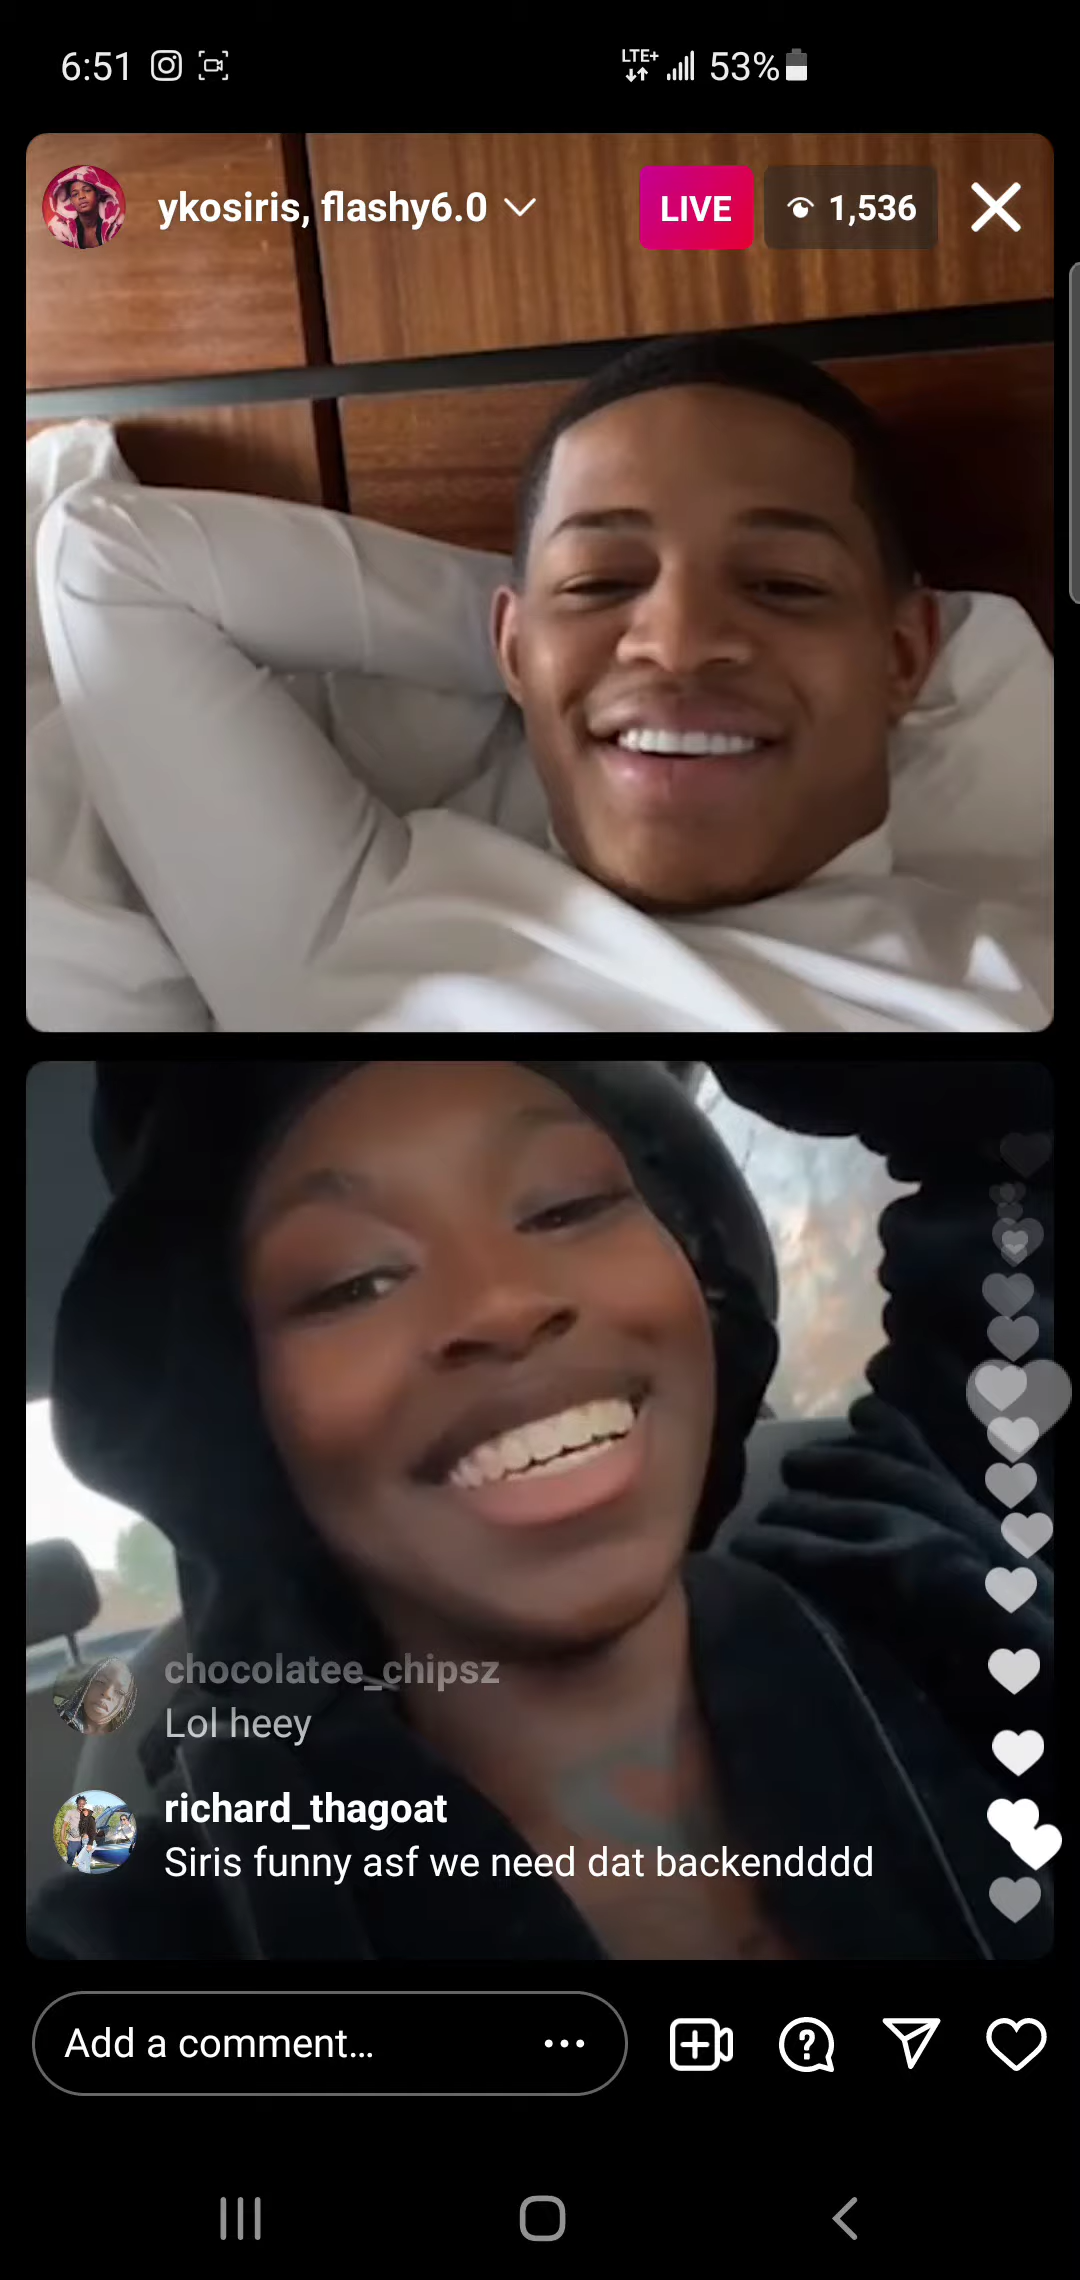 6:51
LTE+ 53%
ykosiris, flashy6.0
LIVE
1,536
chocolatee_chipsz
Lol heey
richard_thagoat
Siris funny asf we need dat backendddd
Add a comment...